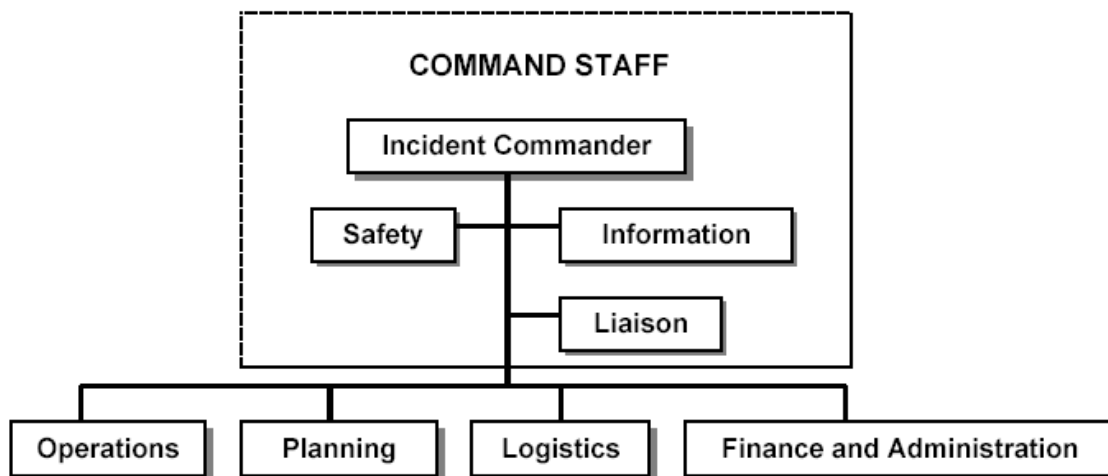 COMMAND STAFF
Incident Commander
Safety
Information
Liaison
Operations
Planning
Logistics
Finance and Administration